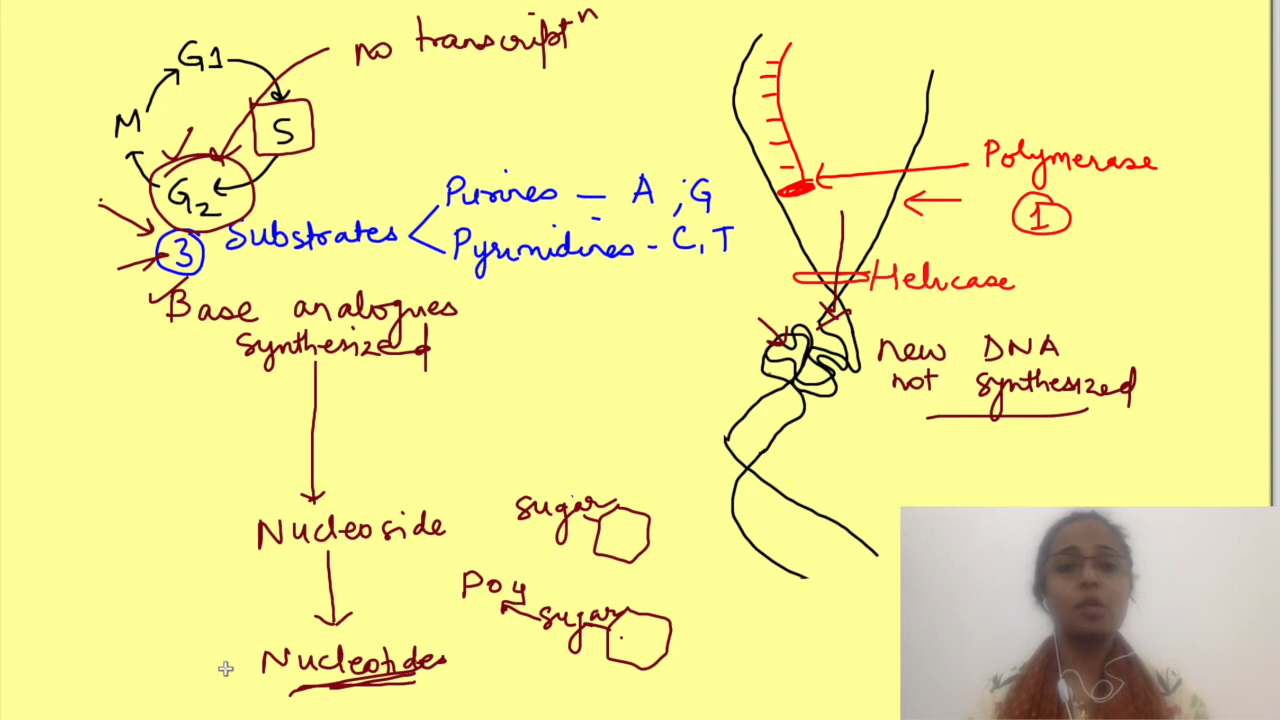 no transcriptⁿ
G1
M
S
G2
3 Substrates
Purines - A ; G
Pyrimidines - C, T
Base analogues
synthesized
Nucleoside
Nucleotides
sugar
PO4
sugar
Polymerase
1
Helicase
new DNA
not synthesized